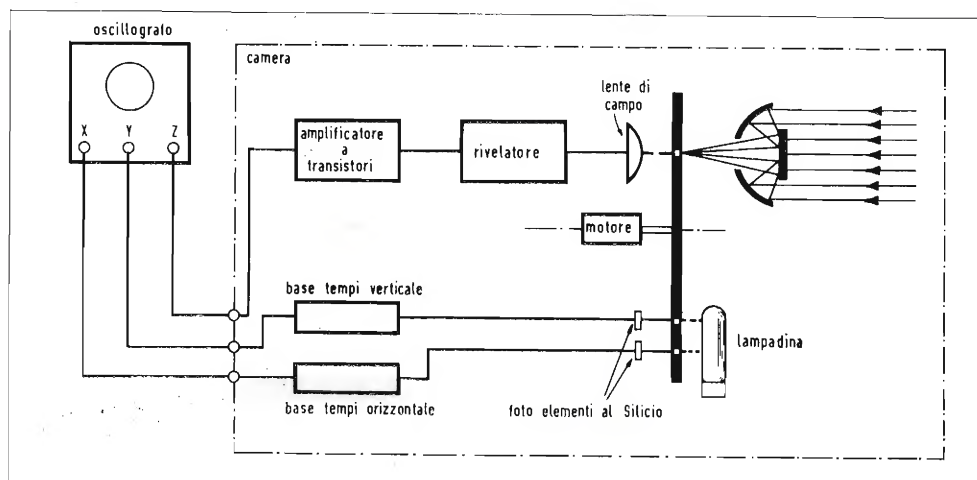 oscillografo
X Y Z
camera
amplificatore
a
transistori
rivelatore
lente di
campo
motore
base tempi verticale
lampadina
base tempi orizzontale
foto elementi al Silicio